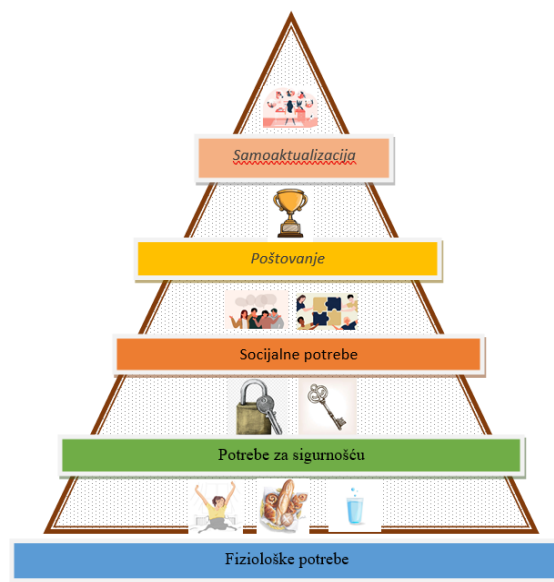 Samoaktualizacija
Poštovanje
Socijalne potrebe
Potrebe za sigurnošću
Fiziološke potrebe